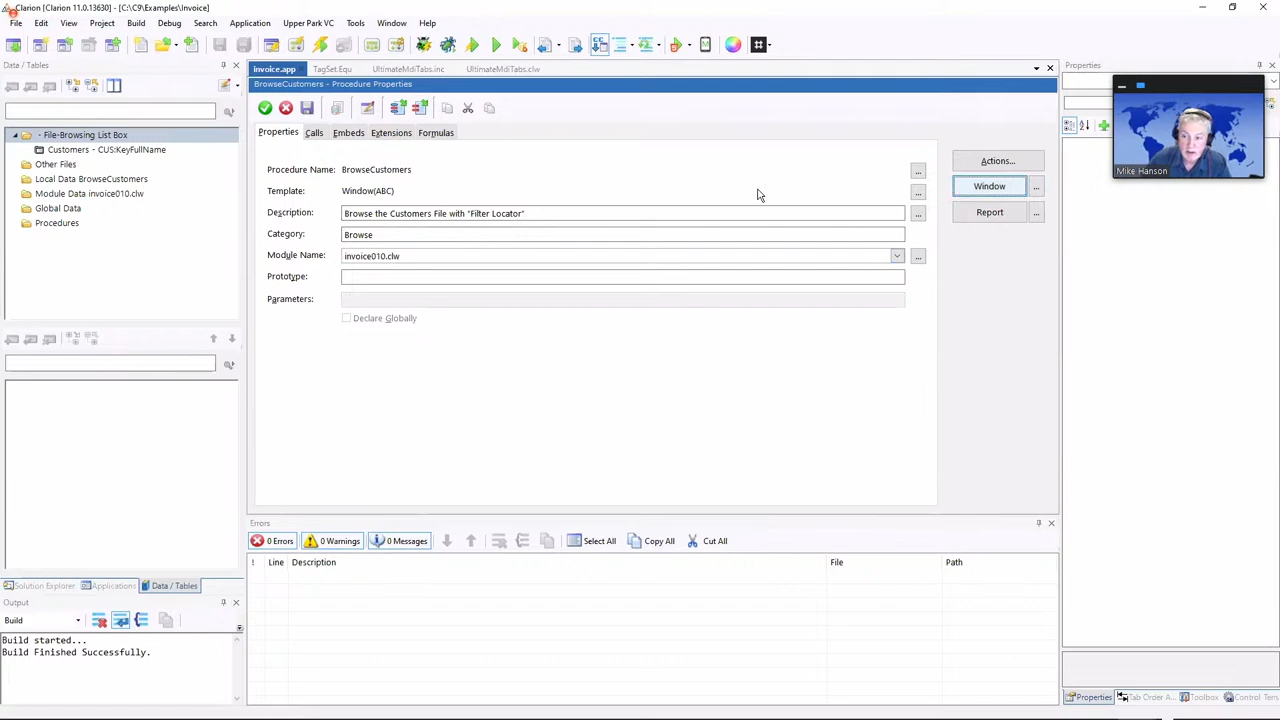 Clarion (Clarion 11.0.13630) - [C:\C9\Examples\Invoice]
File Edit View Project Build Debug Search Application Upper Park VC Tools Window Help
Data / Tables
- File-Browsing List Box
Customers - CUS:KeyFullName
Other Files
Local Data BrowseCustomers
Module Data invoice010.clw
Global Data
Procedures
Solution Explorer Applications Data / Tables
Output
Build
Build started...
Build Finished Successfully.
invoice.app TagSet.Equ UltimateMdiTabs.inc UltimateMdiTabs.clw
BrowseCustomers - Procedure Properties
Properties Calls Embeds Extensions Formulas
Procedure Name: BrowseCustomers ...
Template: Window(ABC) ...
Description: Browse the Customers File with "Filter Locator" ...
Category: Browse
Module Name: invoice010.clw ...
Prototype:
Parameters:
Declare Globally
Actions...
Window ...
Report ...
Errors
0 Errors 0 Warnings 0 Messages Select All Copy All Cut All
! Line Description File Path
Properties
Mike Hanson
Properties Tab Order A... Toolbox